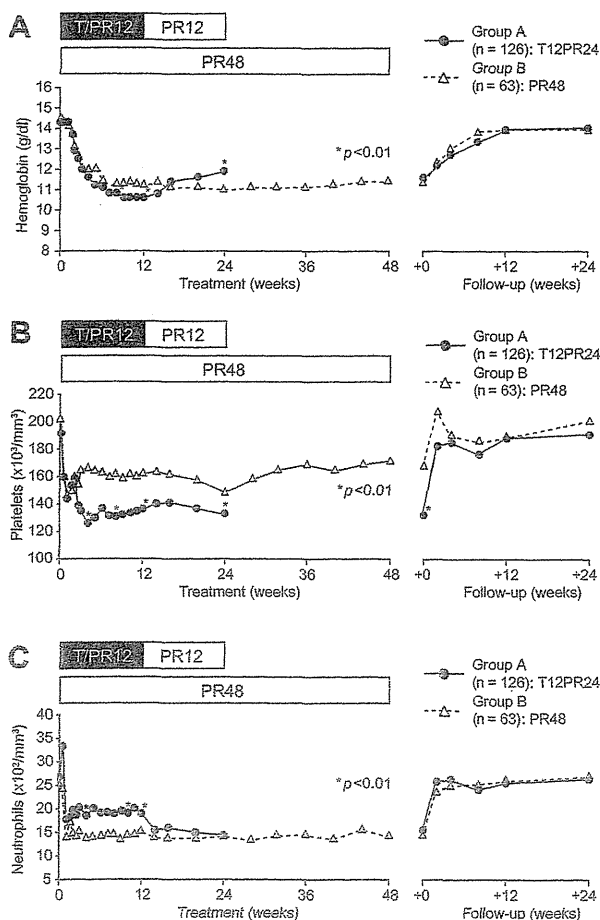 A
T/PR12 PR12
PR48
Group A
(n = 126): T12PR24
Group B
(n = 63): PR48
Hemoglobin (g/dl)
16
15
14
13
12
11
10
9
8
*p<0.01
*
*
0 12 24 36 48
Treatment (weeks)
+0 +12 +24
Follow-up (weeks)
B
T/PR12 PR12
PR48
Group A
(n = 126): T12PR24
Group B
(n = 63): PR48
Platelets (x10³/mm³)
220
200
180
160
140
120
100
*p<0.01
*
*
*
*
*
0 12 24 36 48
Treatment (weeks)
+0 +12 +24
Follow-up (weeks)
C
T/PR12 PR12
PR48
Group A
(n = 126): T12PR24
Group B
(n = 63): PR48
Neutrophils (x10²/mm³)
40
35
30
25
20
15
10
5
*p<0.01
*
*
*
0 12 24 36 48
Treatment (weeks)
+0 +12 +24
Follow-up (weeks)